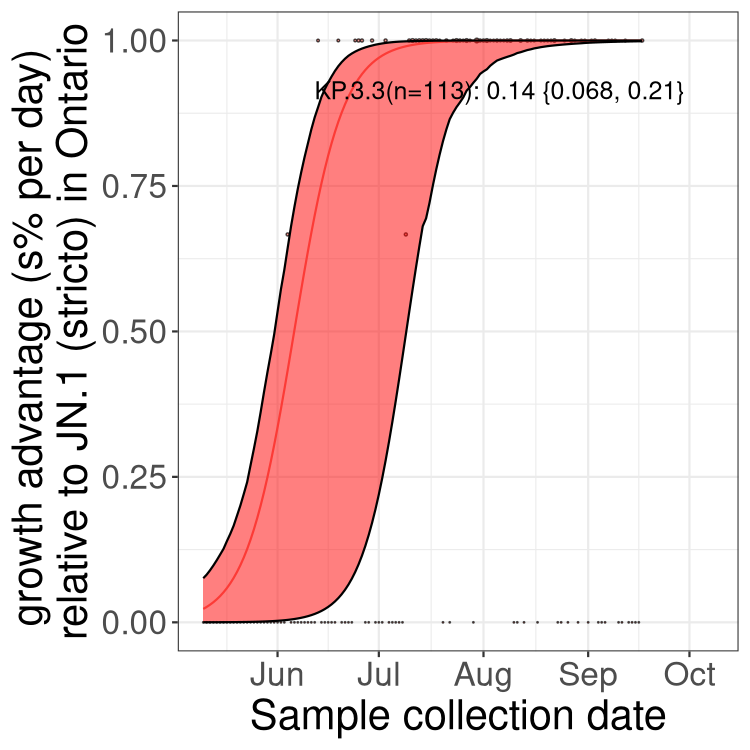 growth advantage (s% per day)
relative to JN.1 (stricto) in Ontario
1.00
0.75
0.50
0.25
0.00
KP.3.3(n=113): 0.14 {0.068, 0.21}
Jun Jul Aug Sep Oct
Sample collection date